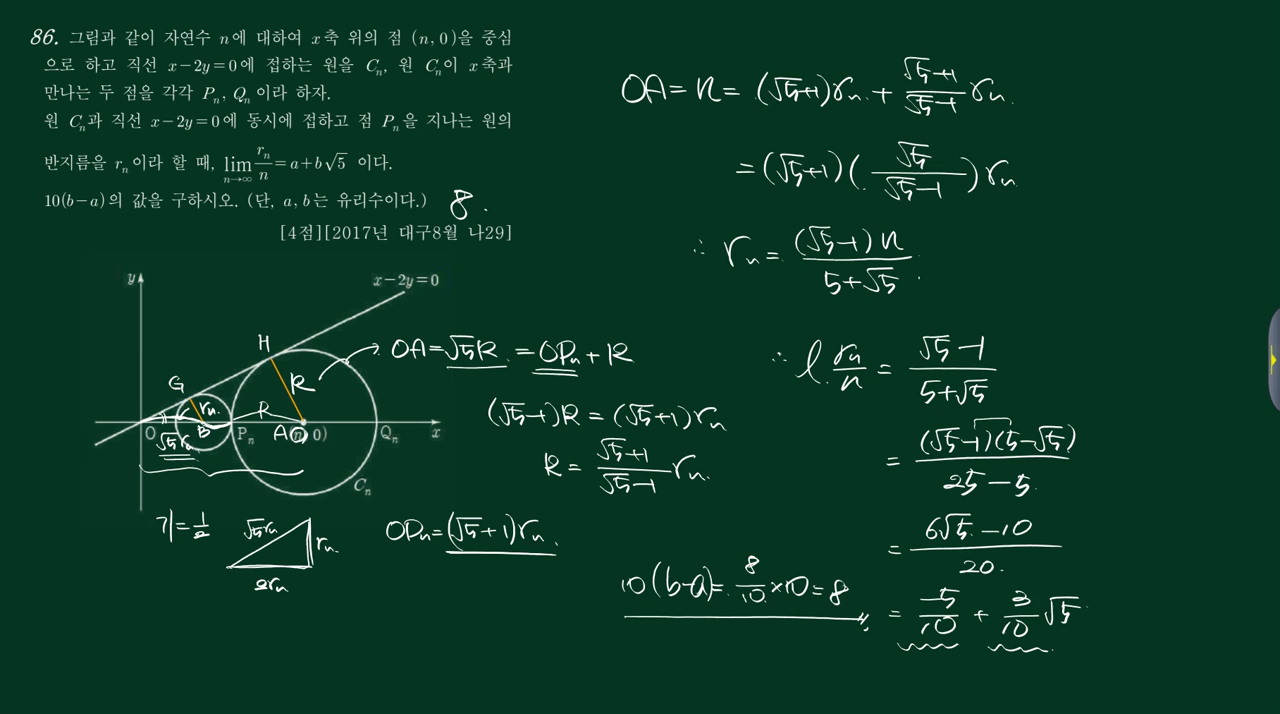 86. 그림과 같이 자연수 n에 대하여 x축 위의 점 (n, 0)을 중심
으로 하고 직선 x−2y=0에 접하는 원을 Cₙ, 원 Cₙ이 x축과
만나는 두 점을 각각 Pₙ, Qₙ이라 하자.
원 Cₙ과 직선 x−2y=0에 동시에 접하고 점 Pₙ을 지나는 원의
반지름을 rₙ이라 할 때, lim n→∞ rₙ/n = a+b√5 이다.
10(b−a)의 값을 구하시오. (단, a, b는 유리수이다.) 8.
[4점][2017년 대구8월 나29]
y
x−2y=0
H
G
R
rₙ
R
O
B
Pₙ
A(n, 0)
Qₙ
x
√5rₙ
Cₙ
기=1/2
√5rₙ
rₙ
2rₙ
OPₙ=(√5+1)rₙ.
OA=√5R=OPₙ+R
(√5−1)R=(√5+1)rₙ
R=(√5+1)/(√5−1) rₙ.
OA=n=(√5+1)rₙ+(√5+1)/(√5−1) rₙ.
=(√5+1)(√5/(√5−1))rₙ.
∴ rₙ=(√5−1)n/(5+√5).
∴ l. rₙ/n = (√5−1)/(5+√5)
= (√5−1)(5−√5)/(25−5).
= (6√5−10)/20.
= −5/10 + 3/10 √5
10(b−a)=8/10×10=8